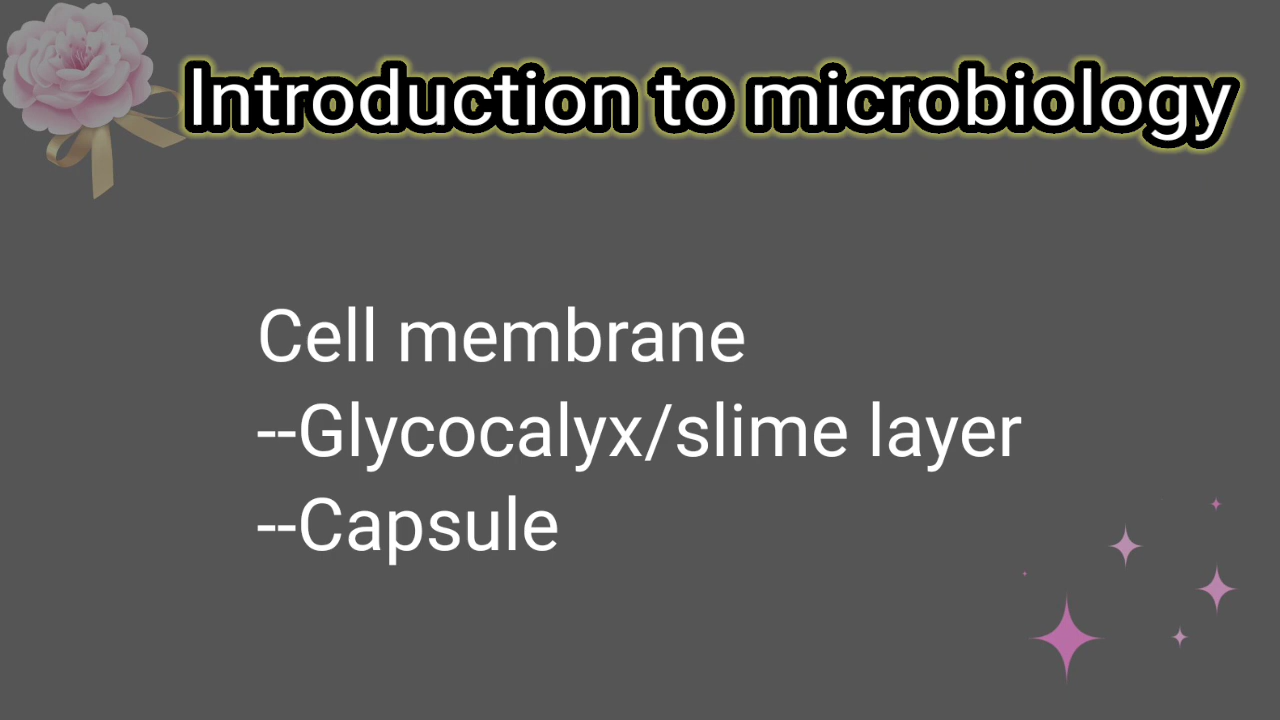 Introduction to microbiology
Cell membrane
--Glycocalyx/slime layer
--Capsule